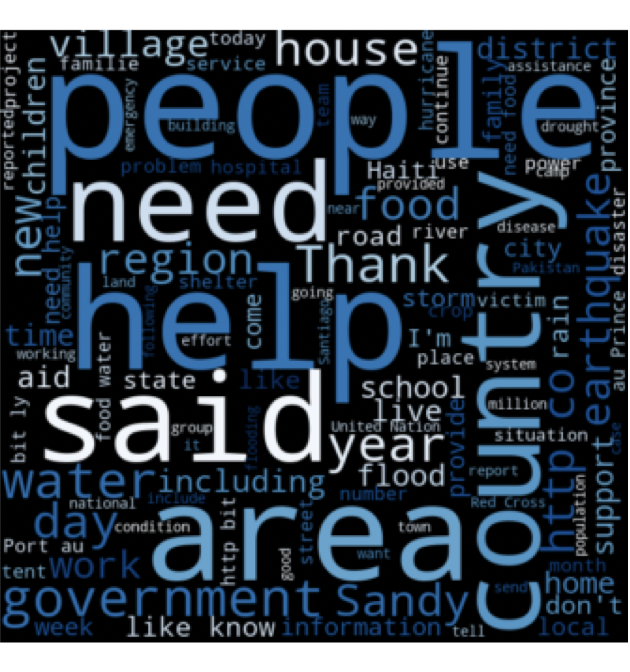 village
today
house
district
familie
service
people
assistance
reportedproject
children
emergency
building
team
way
hurricane
continue
family
need food
drought
province
problem
hospital
Haiti
use
power
camp
provided
need
new
near
food
country
disease
earthquake
road
river
city
Pakistan
region
Thank
need help
community
land
shelter
going
storm
victim
crop
help
following
come
Santiago
rain
au Prince disaster
time
working
effort
I'm
place
system
aid
state
like
school
million
said
live
http co
food water
bit ly
group
it
flooding
United Nation
year
provide
situation
support
case
water
including
flood
report
number
Red Cross
day
national
include
condition
area
town
population
Port au
http bit
street
good
want
tent
work
month
government
Sandy
send
home
don't
week
like know
information
tell
local